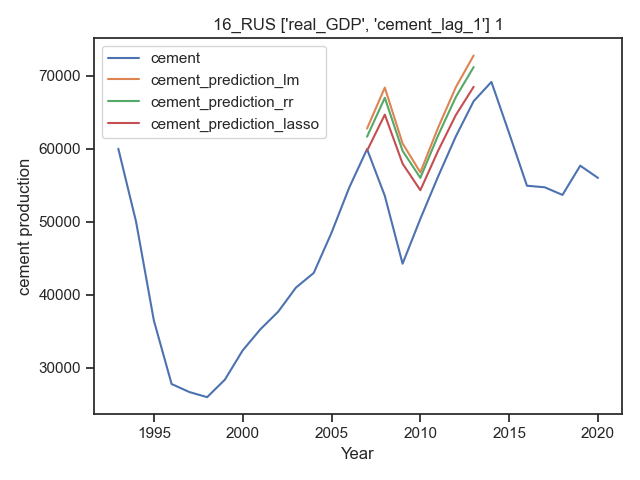 16_RUS ['real_GDP', 'cement_lag_1'] 1
cement
cement_prediction_lm
cement_prediction_rr
cement_prediction_lasso
70000
60000
50000
40000
30000
cement production
1995 2000 2005 2010 2015 2020
Year